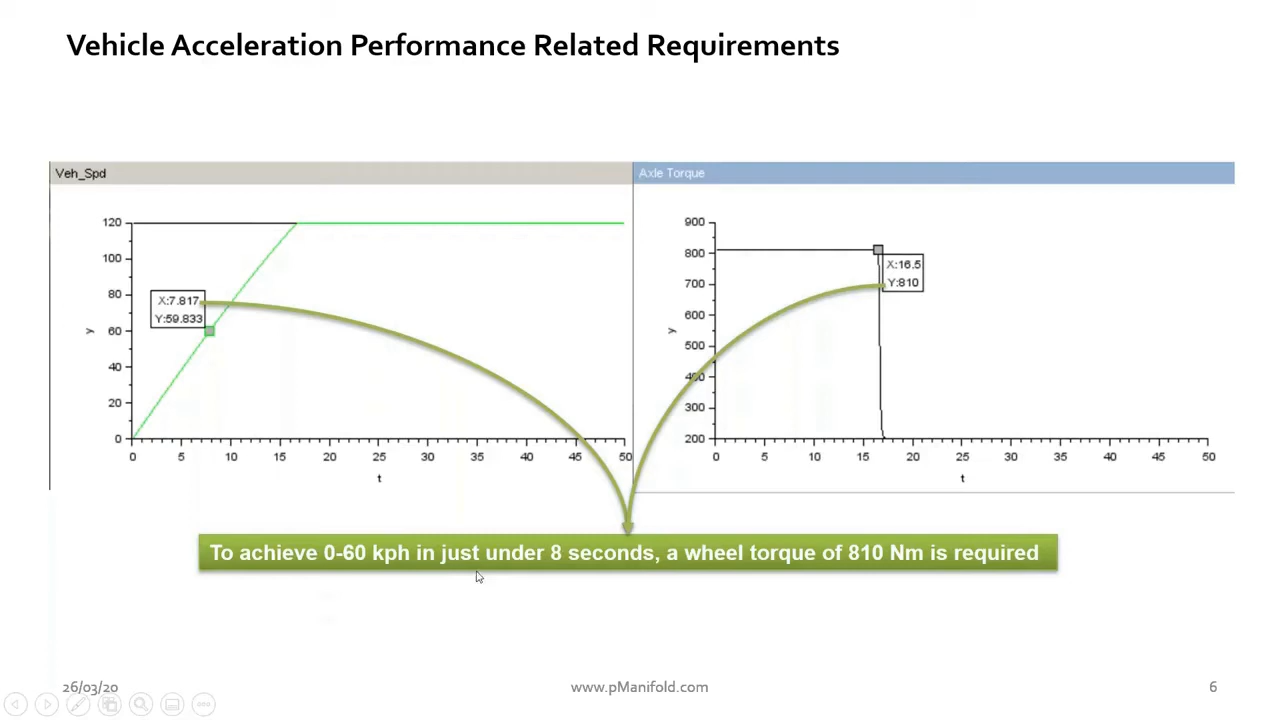 Vehicle Acceleration Performance Related Requirements
Veh_Spd
Axle Torque
120
100
80
60
40
20
0
y
X:7.817
Y:59.833
0 5 10 15 20 25 30 35 40 45 50
t
900
800
700
600
500
400
300
200
y
X:16.5
Y:810
0 5 10 15 20 25 30 35 40 45 50
t
To achieve 0-60 kph in just under 8 seconds, a wheel torque of 810 Nm is required
26/03/20
www.pManifold.com
6